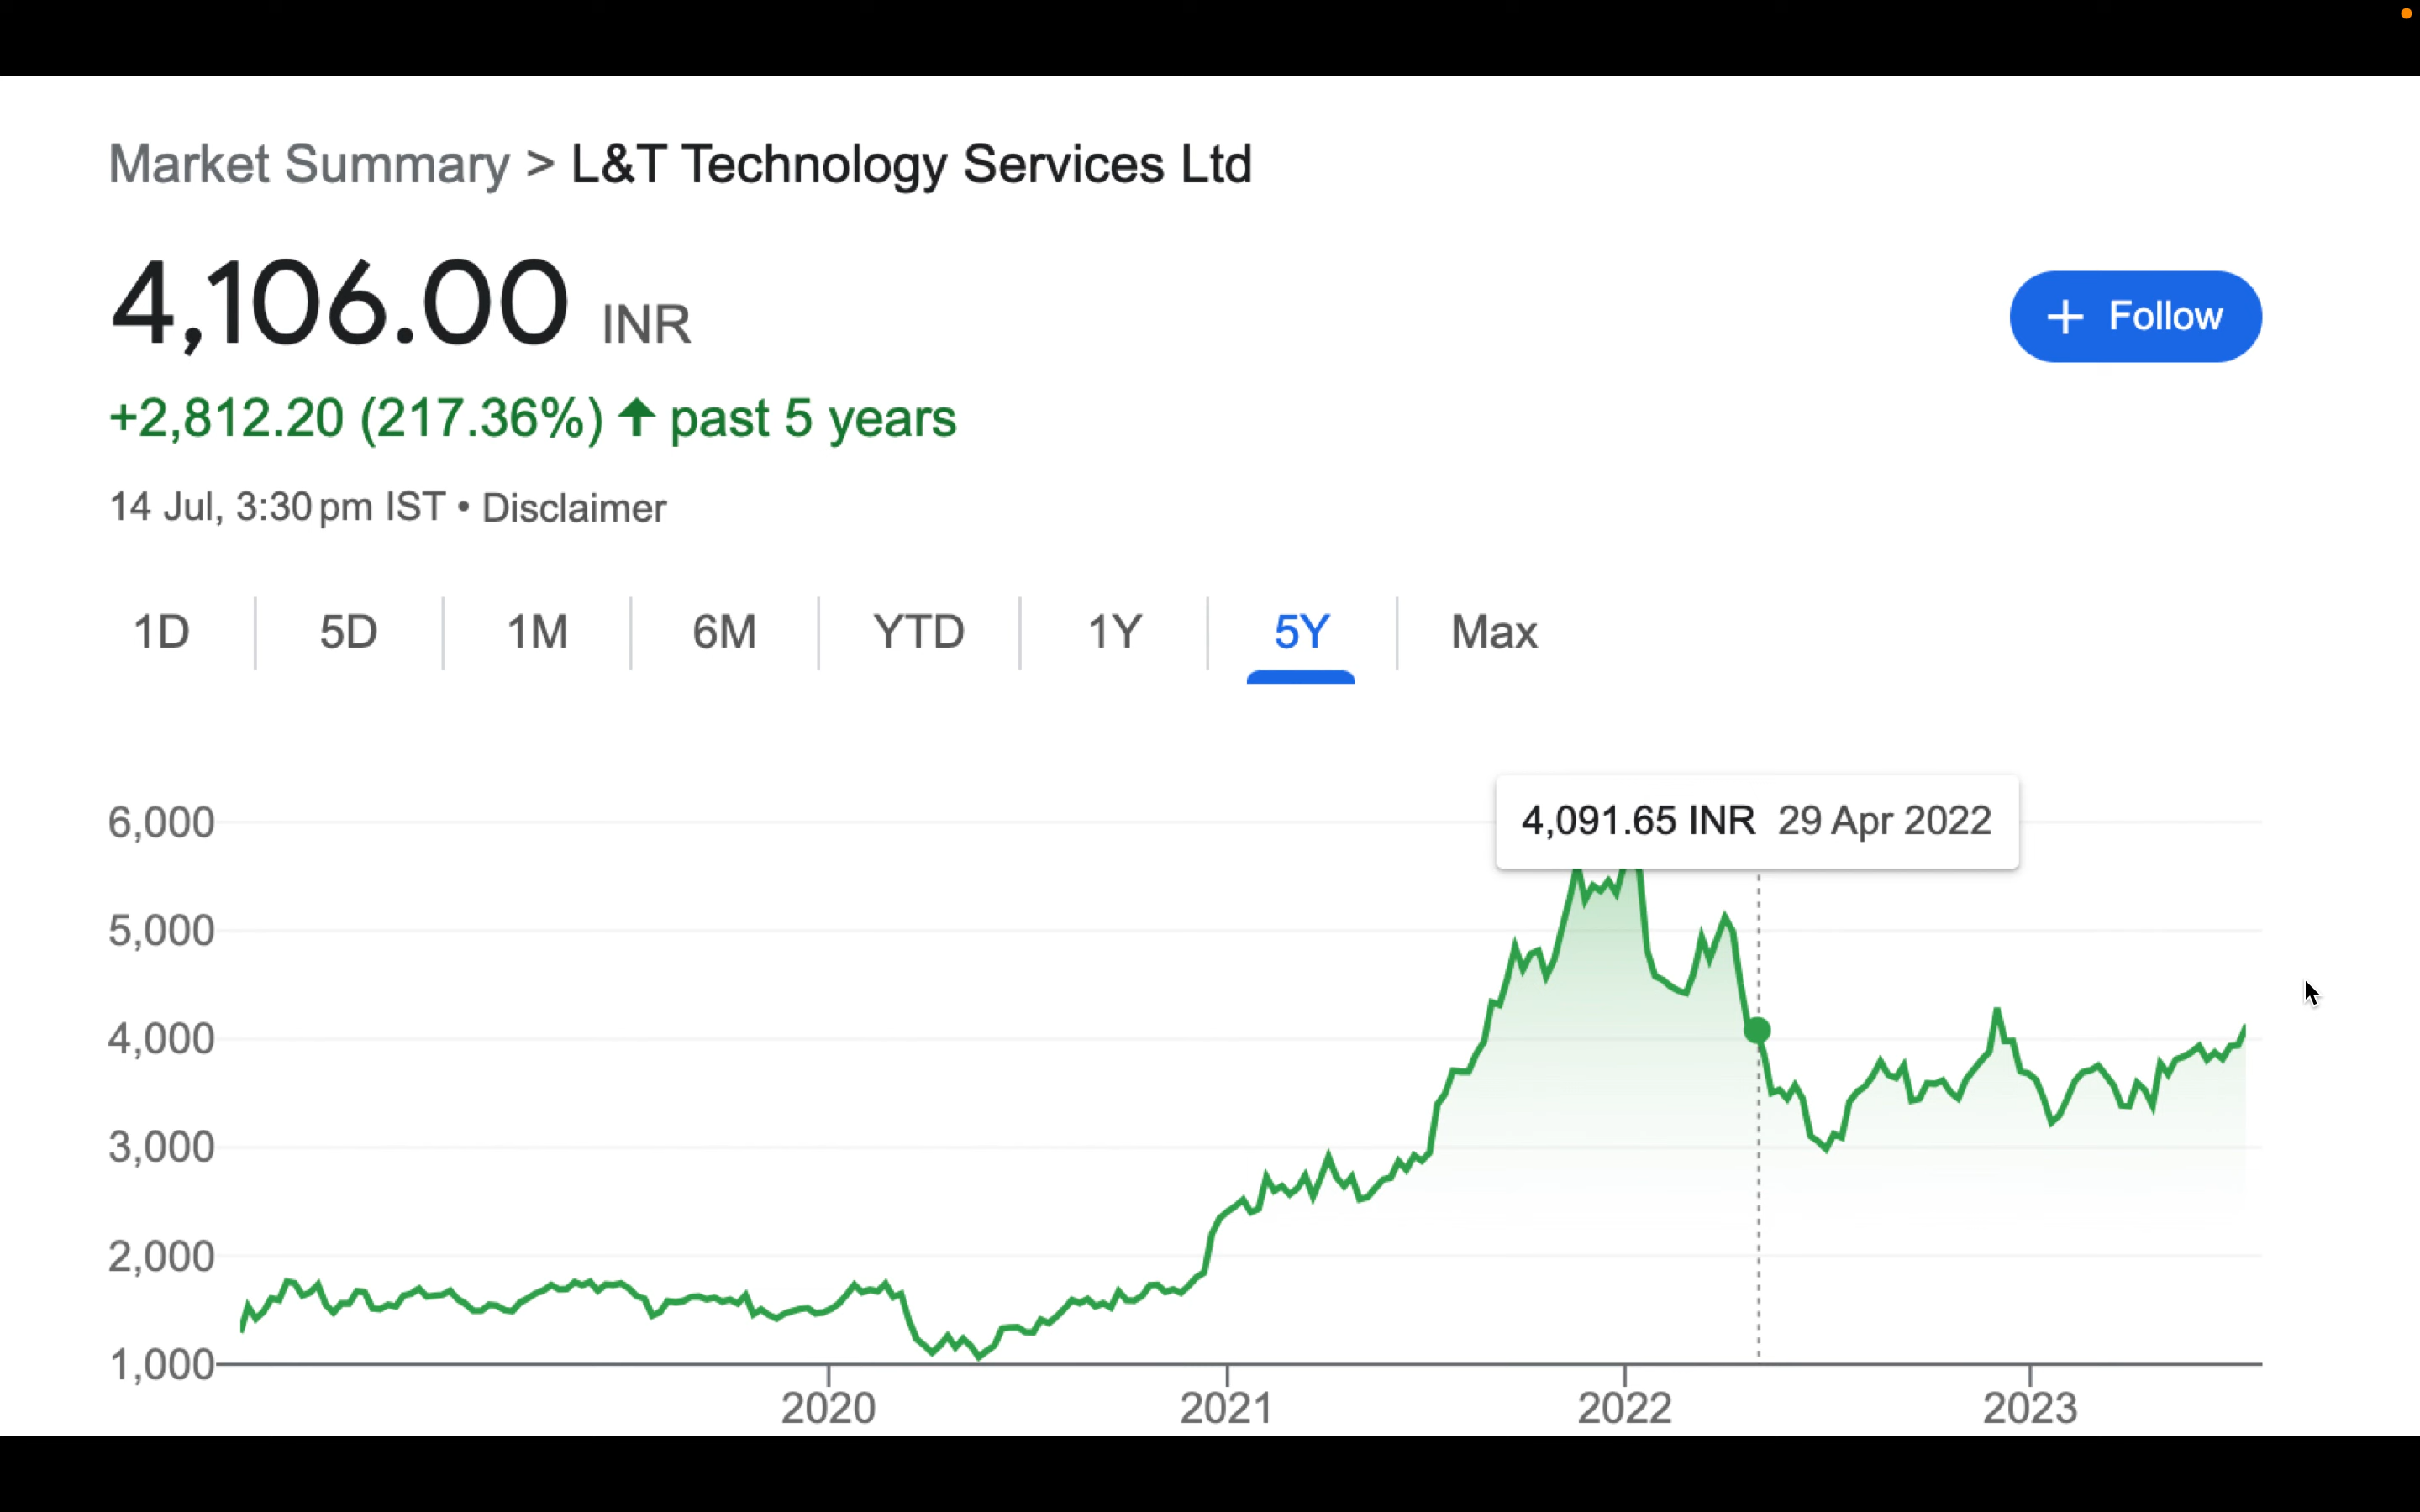 Market Summary > L&T Technology Services Ltd
4,106.00 INR
+ Follow
+2,812.20 (217.36%) ↑ past 5 years
14 Jul, 3:30 pm IST • Disclaimer
1D 5D 1M 6M YTD 1Y 5Y Max
4,091.65 INR 29 Apr 2022
6,000
5,000
4,000
3,000
2,000
1,000
2020 2021 2022 2023